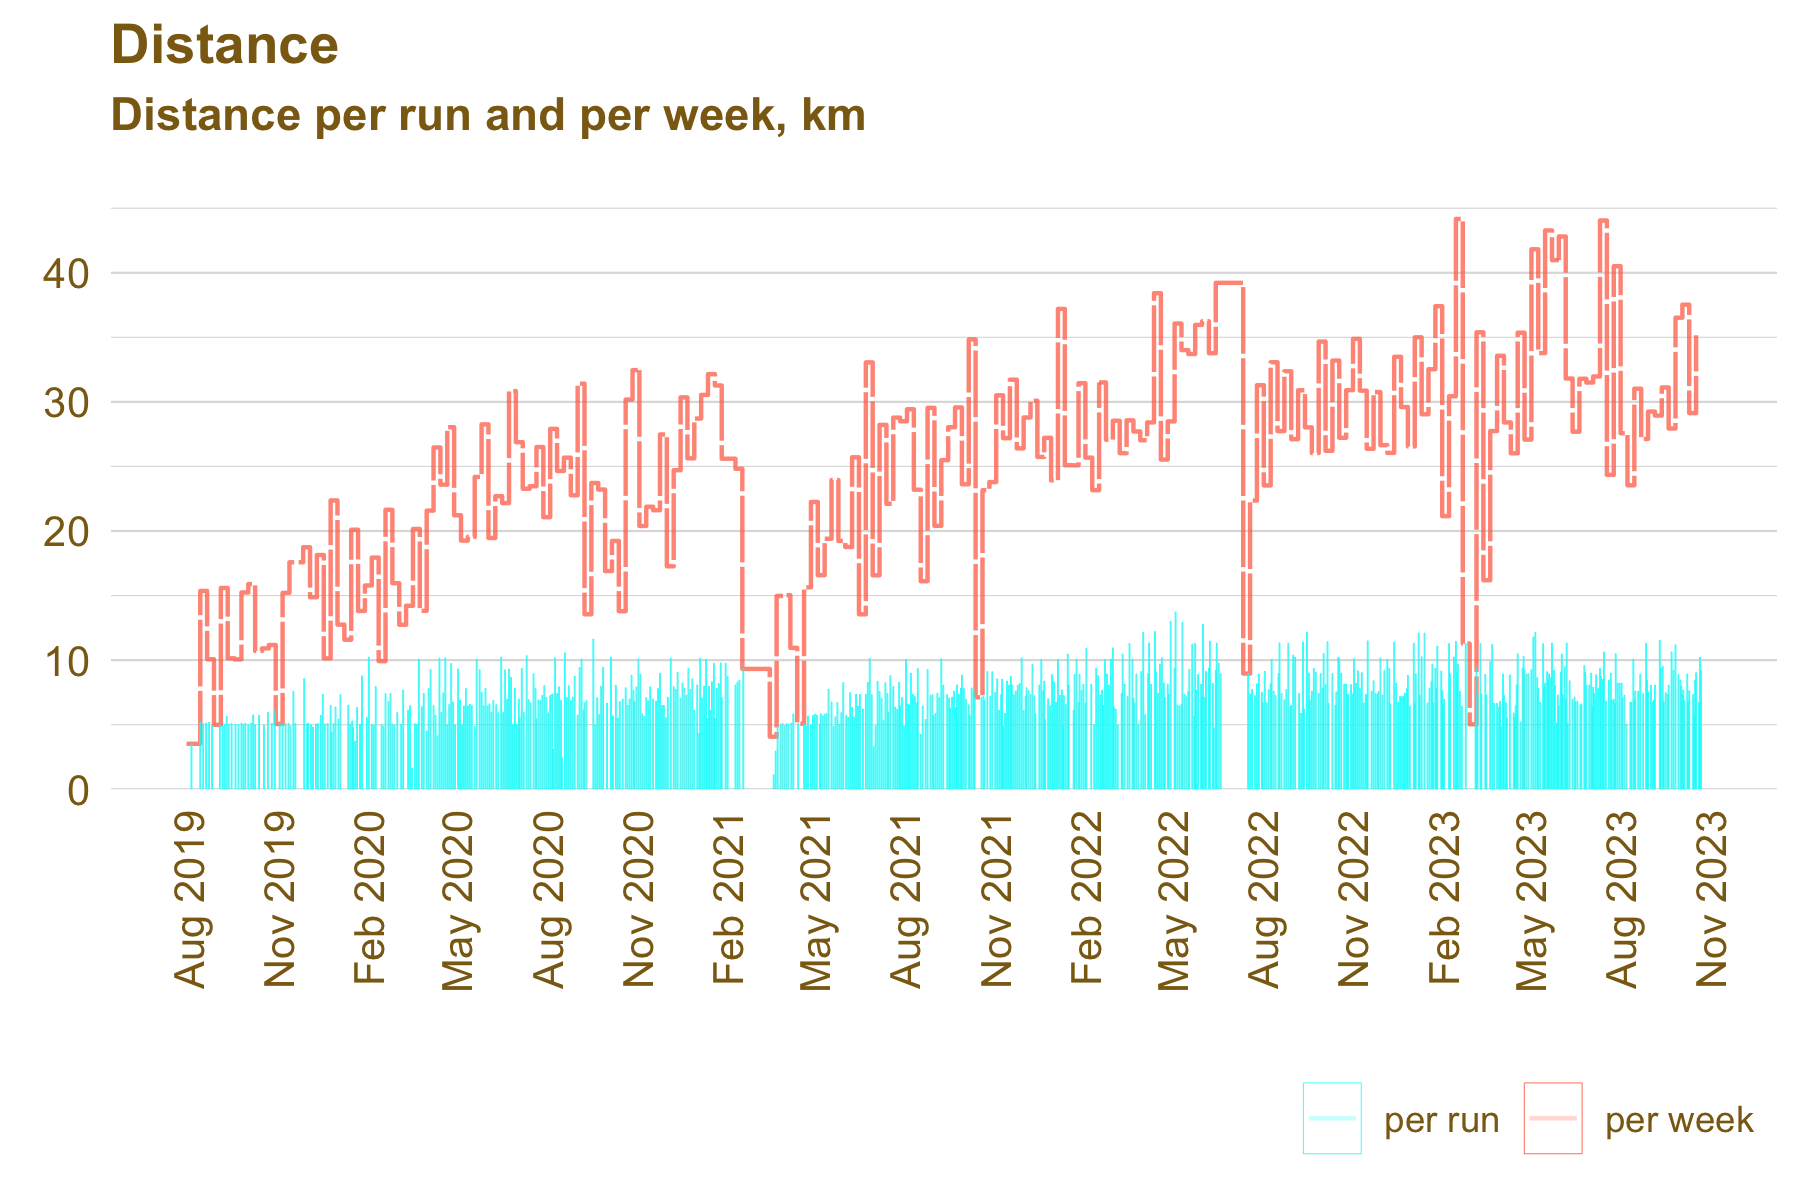 Distance
Distance per run and per week, km
40
30
20
10
0
Aug 2019
Nov 2019
Feb 2020
May 2020
Aug 2020
Nov 2020
Feb 2021
May 2021
Aug 2021
Nov 2021
Feb 2022
May 2022
Aug 2022
Nov 2022
Feb 2023
May 2023
Aug 2023
Nov 2023
per run
per week